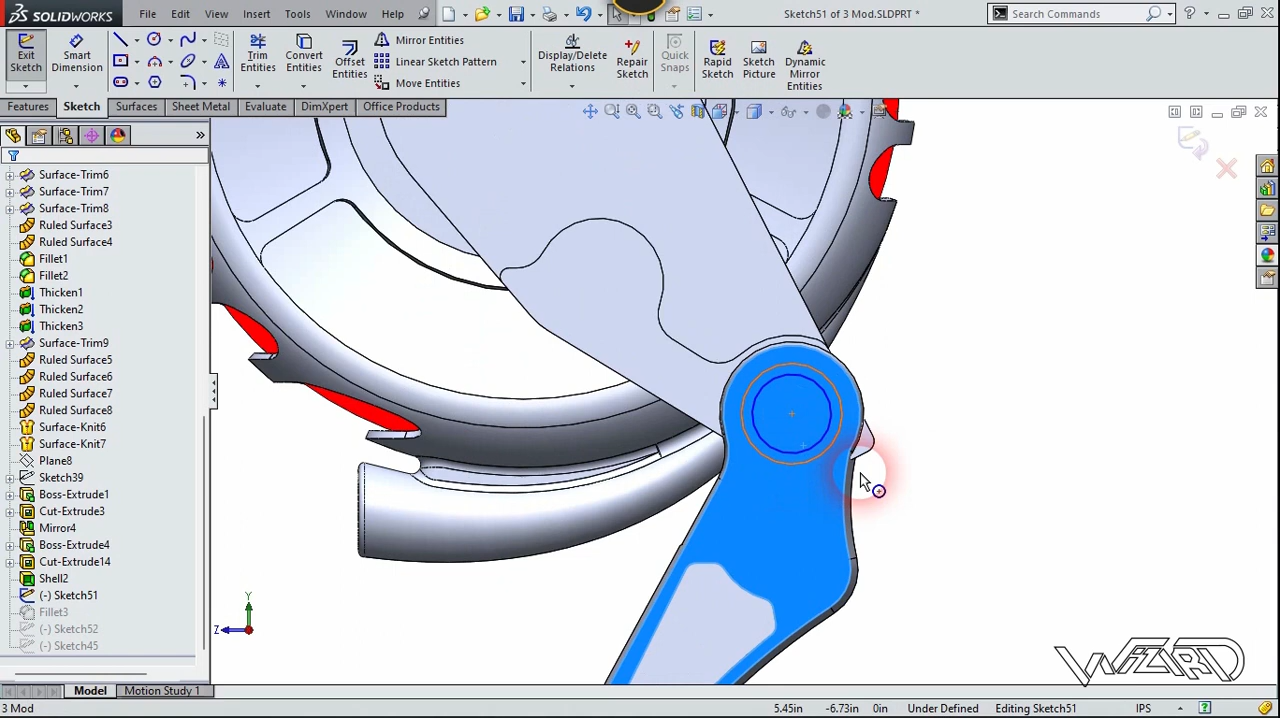 SOLIDWORKS File Edit View Insert Tools Window Help Sketch51 of 3 Mod.SLDPRT * Search Commands ?
Exit Sketch
Smart Dimension
Trim Entities
Convert Entities
Offset Entities
Mirror Entities
Linear Sketch Pattern
Move Entities
Display/Delete Relations
Repair Sketch
Quick Snaps
Rapid Sketch
Sketch Picture
Dynamic Mirror Entities
Features Sketch Surfaces Sheet Metal Evaluate DimXpert Office Products
Surface-Trim6
Surface-Trim7
Surface-Trim8
Ruled Surface3
Ruled Surface4
Fillet1
Fillet2
Thicken1
Thicken2
Thicken3
Surface-Trim9
Ruled Surface5
Ruled Surface6
Ruled Surface7
Ruled Surface8
Surface-Knit6
Surface-Knit7
Plane8
Sketch39
Boss-Extrude1
Cut-Extrude3
Mirror4
Boss-Extrude4
Cut-Extrude14
Shell2
(-) Sketch51
Fillet3
(-) Sketch52
(-) Sketch45
Y
Z
WIZARD
Model Motion Study 1
3 Mod 5.45in -6.73in 0in Under Defined Editing Sketch51 IPS